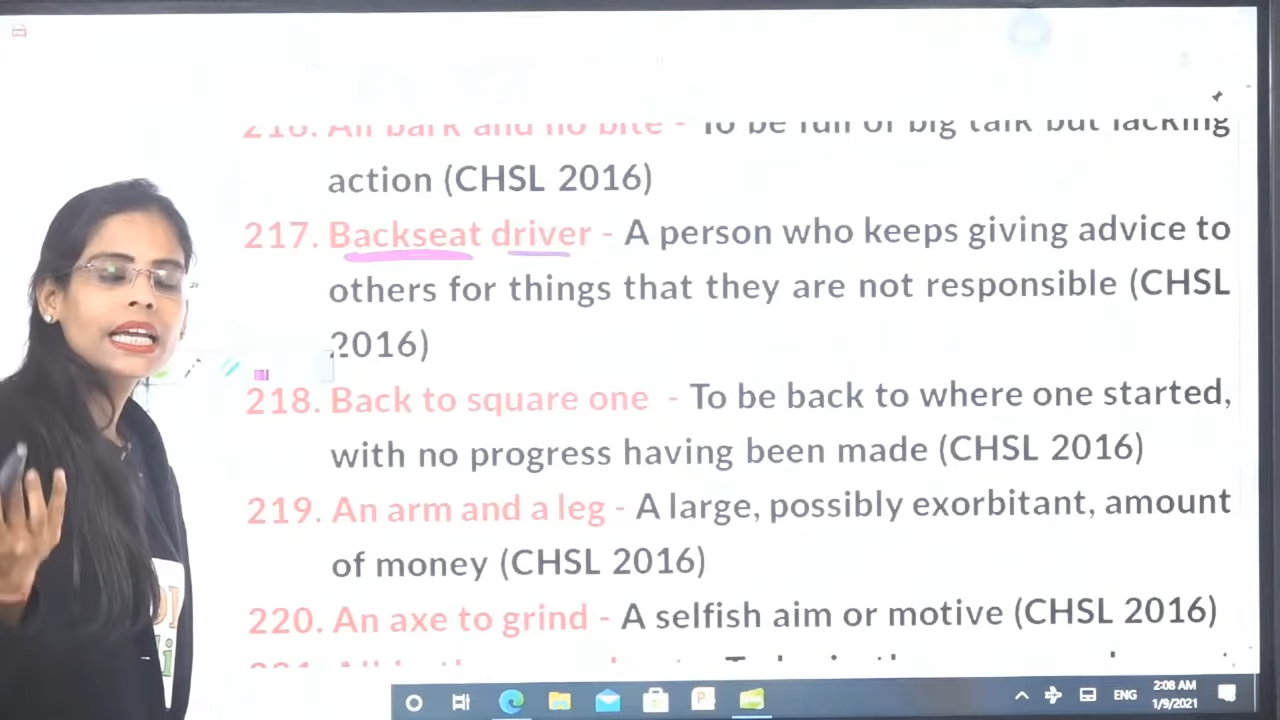 216. All bark and no bite - To be full of big talk but lacking
action (CHSL 2016)
217. Backseat driver - A person who keeps giving advice to
others for things that they are not responsible (CHSL
2016)
218. Back to square one - To be back to where one started,
with no progress having been made (CHSL 2016)
219. An arm and a leg - A large, possibly exorbitant, amount
of money (CHSL 2016)
220. An axe to grind - A selfish aim or motive (CHSL 2016)
ENG
2:08 AM
1/9/2021